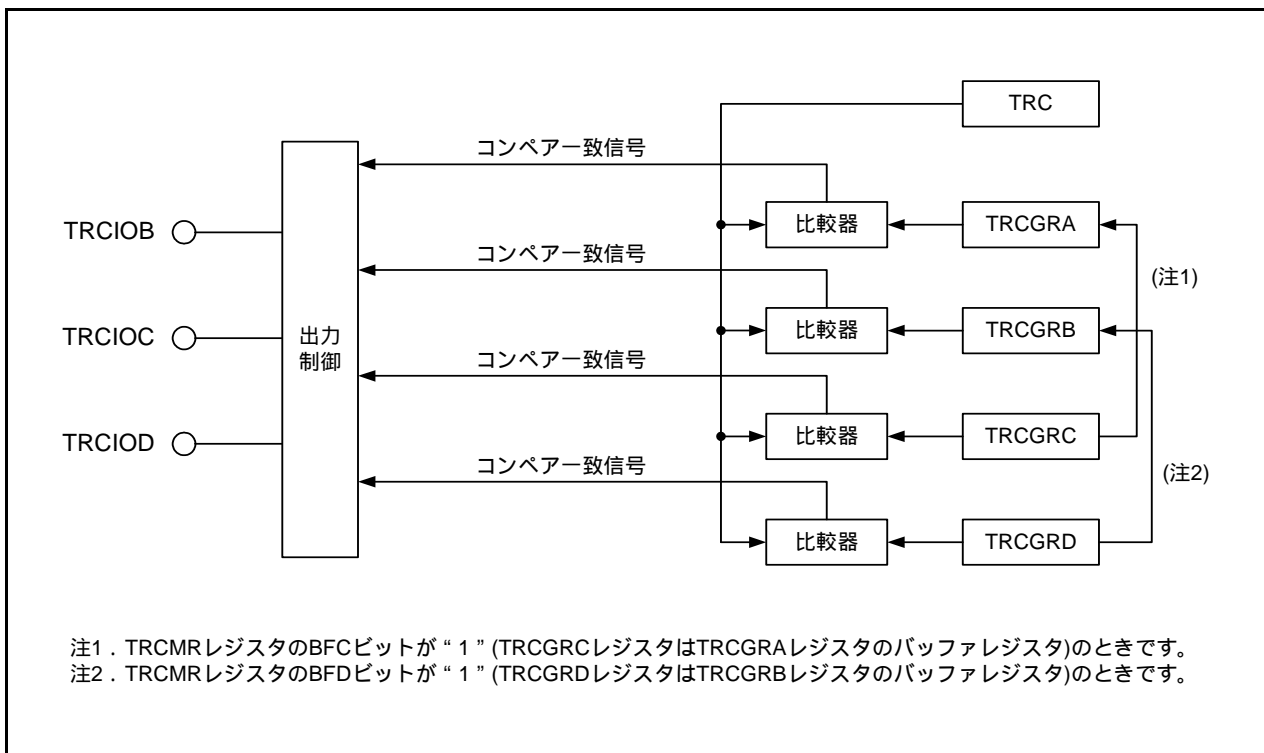 TRC
コンペア一致信号
TRCIOB
比較器
TRCGRA
コンペア一致信号
(注1)
TRCIOC
出力
制御
比較器
TRCGRB
コンペア一致信号
TRCIOD
比較器
TRCGRC
コンペア一致信号
(注2)
比較器
TRCGRD
注1．TRCMRレジスタのBFCビットが“1”(TRCGRCレジスタはTRCGRAレジスタのバッファレジスタ)のときです。
注2．TRCMRレジスタのBFDビットが“1”(TRCGRDレジスタはTRCGRBレジスタのバッファレジスタ)のときです。